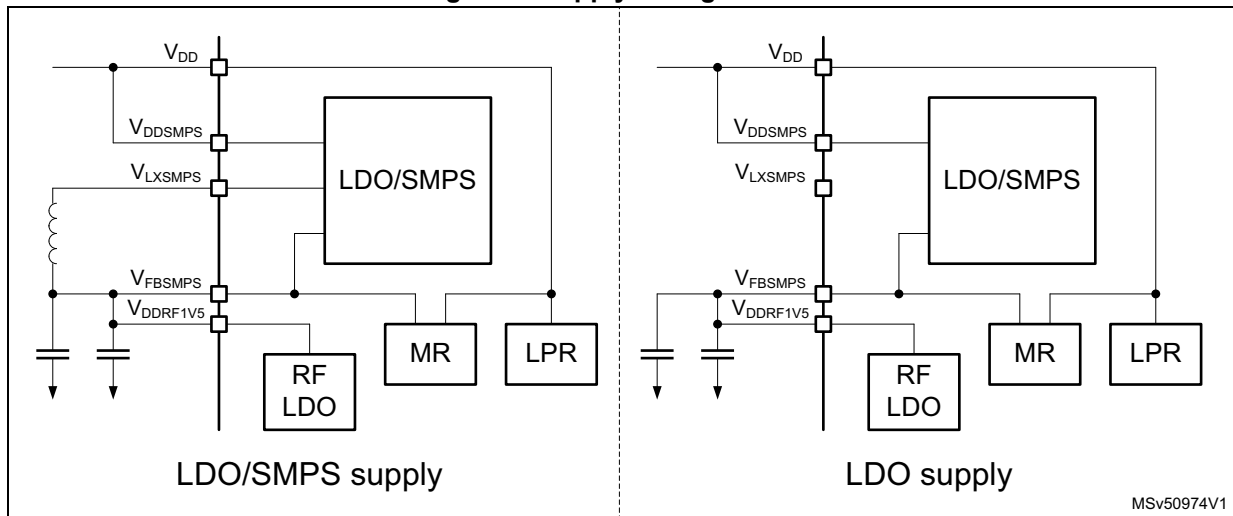 VDD
VDDSMPS
VLXSMPS
LDO/SMPS
VFBSMPS
VDDRF1V5
MR
LPR
RF
LDO
LDO/SMPS supply
VDD
VDDSMPS
VLXSMPS
LDO/SMPS
VFBSMPS
VDDRF1V5
MR
LPR
RF
LDO
LDO supply
MSv50974V1